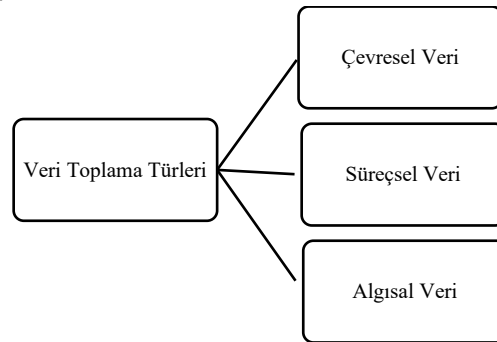 Çevresel Veri
Veri Toplama Türleri
Süreçsel Veri
Algısal Veri